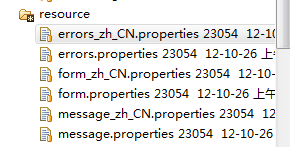 resource
errors_zh_CN.properties 23054 12-10
errors.properties 23054 12-10-26 上
form_zh_CN.properties 23054 12-10-
form.properties 23054 12-10-26 上午
message_zh_CN.properties 23054 12-
message.properties 23054 12-10-26